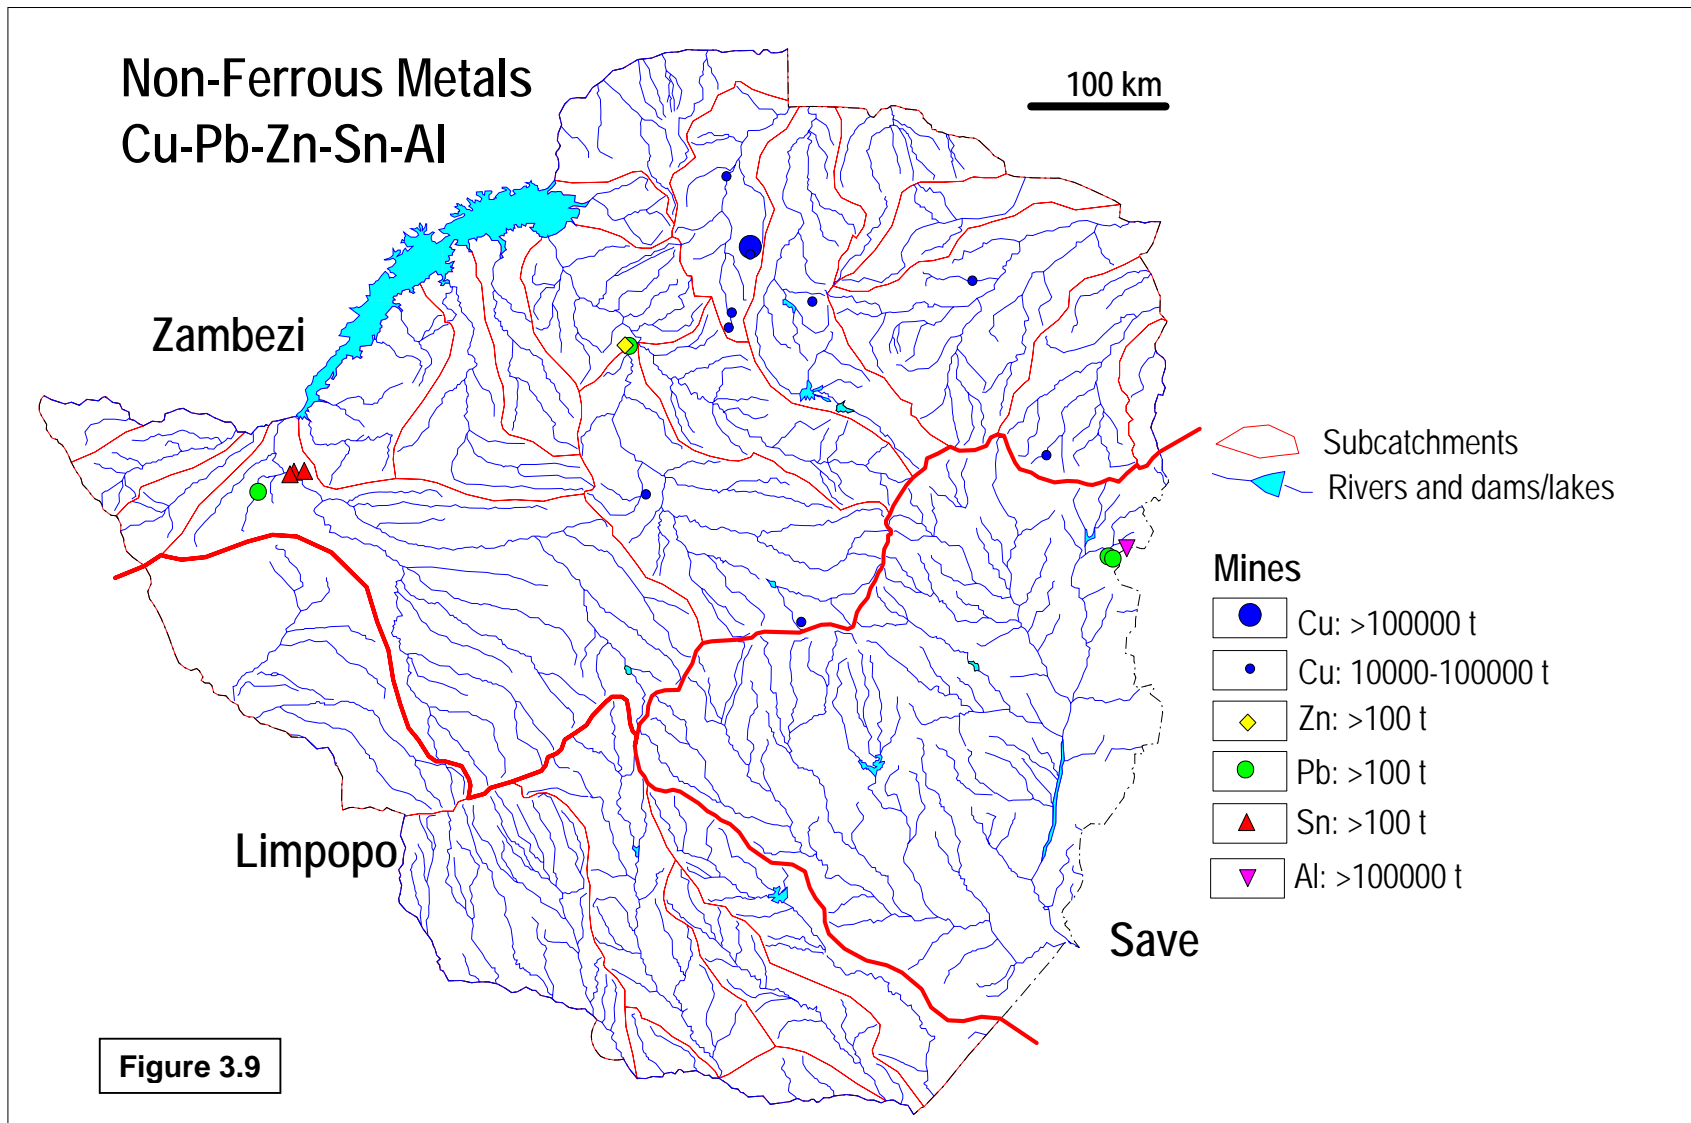 Non-Ferrous Metals
Cu-Pb-Zn-Sn-Al
100 km
Zambezi
Subcatchments
Rivers and dams/lakes
Mines
Cu: >100000 t
Cu: 10000-100000 t
Zn: >100 t
Pb: >100 t
Sn: >100 t
Al: >100000 t
Limpopo
Save
Figure 3.9